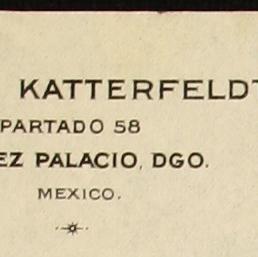 KATTERFELDT
PARTADO 58
EZ PALACIO, DGO.
MEXICO.